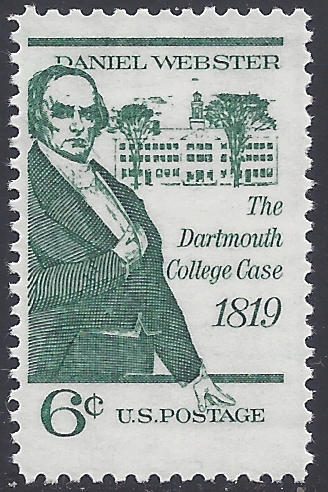 DANIEL WEBSTER
The
Dartmouth
College Case
1819
6¢ U.S. POSTAGE